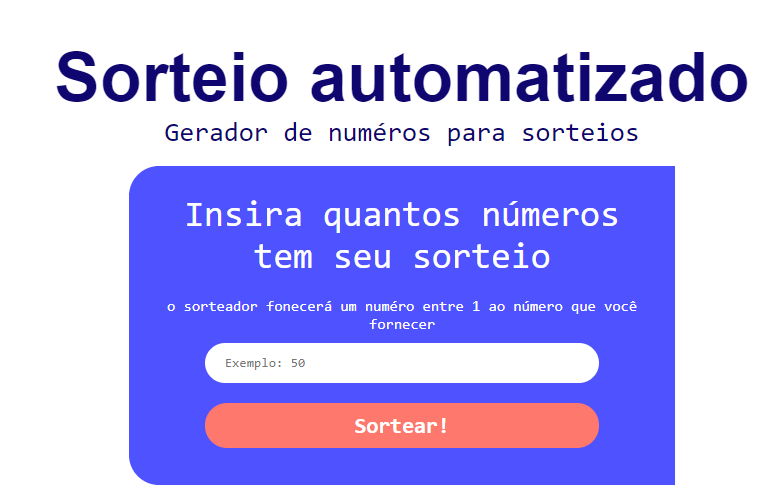 Sorteio automatizado
Gerador de numéros para sorteios
Insira quantos números
tem seu sorteio
o sorteador fonecerá um numéro entre 1 ao número que você
fornecer
Exemplo: 50
Sortear!